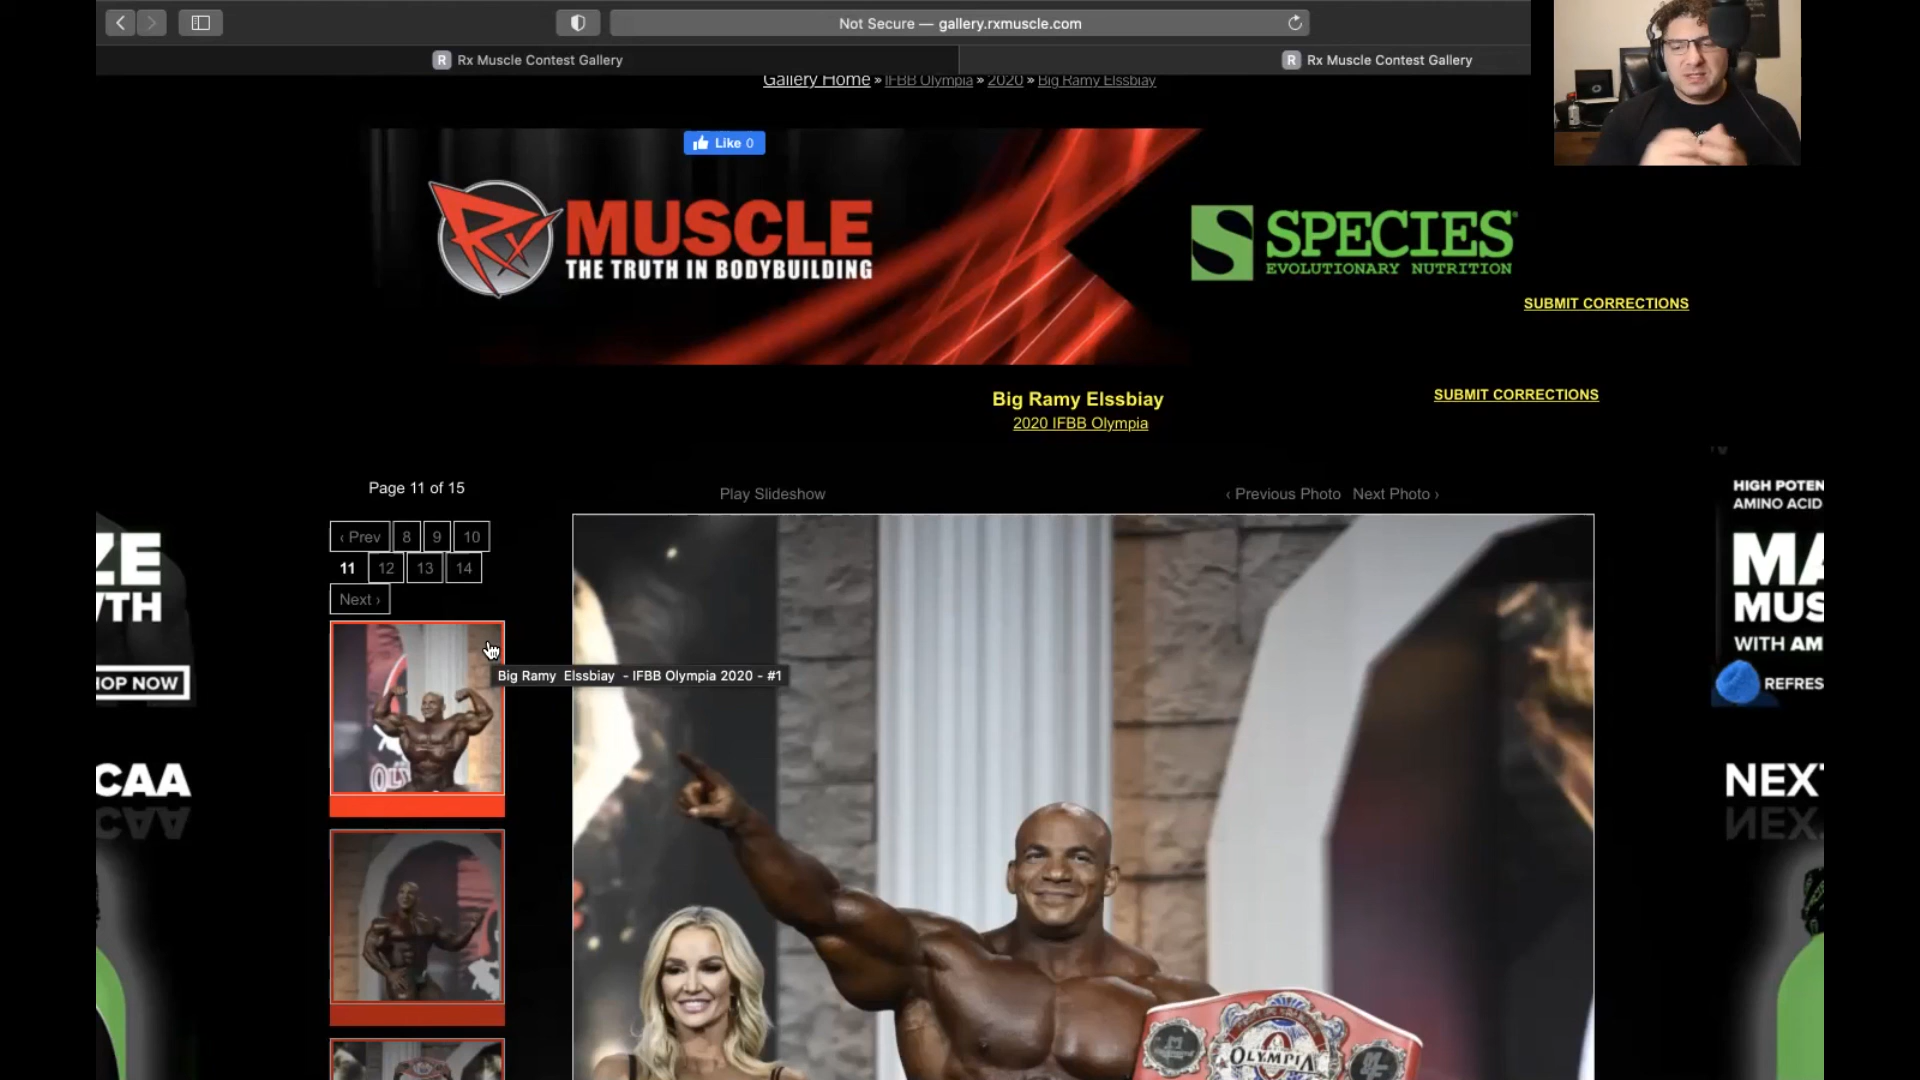 Not Secure — gallery.rxmuscle.com
R Rx Muscle Contest Gallery
R Rx Muscle Contest Gallery
Gallery Home » IFBB Olympia » 2020 » Big Ramy Elssbiay
Like 0
Rx MUSCLE
THE TRUTH IN BODYBUILDING
S SPECIES
EVOLUTIONARY NUTRITION
SUBMIT CORRECTIONS
Big Ramy Elssbiay
2020 IFBB Olympia
SUBMIT CORRECTIONS
Page 11 of 15
Play Slideshow
‹ Previous Photo Next Photo ›
‹ Prev 8 9 10
11 12 13 14
Next ›
Big Ramy Elssbiay - IFBB Olympia 2020 - #1
ZE
WTH
HOP NOW
CAA
HIGH POTEN
AMINO ACID
MA
MUS
WITH AM
REFRES
NEXT
OL
OLYMPIA